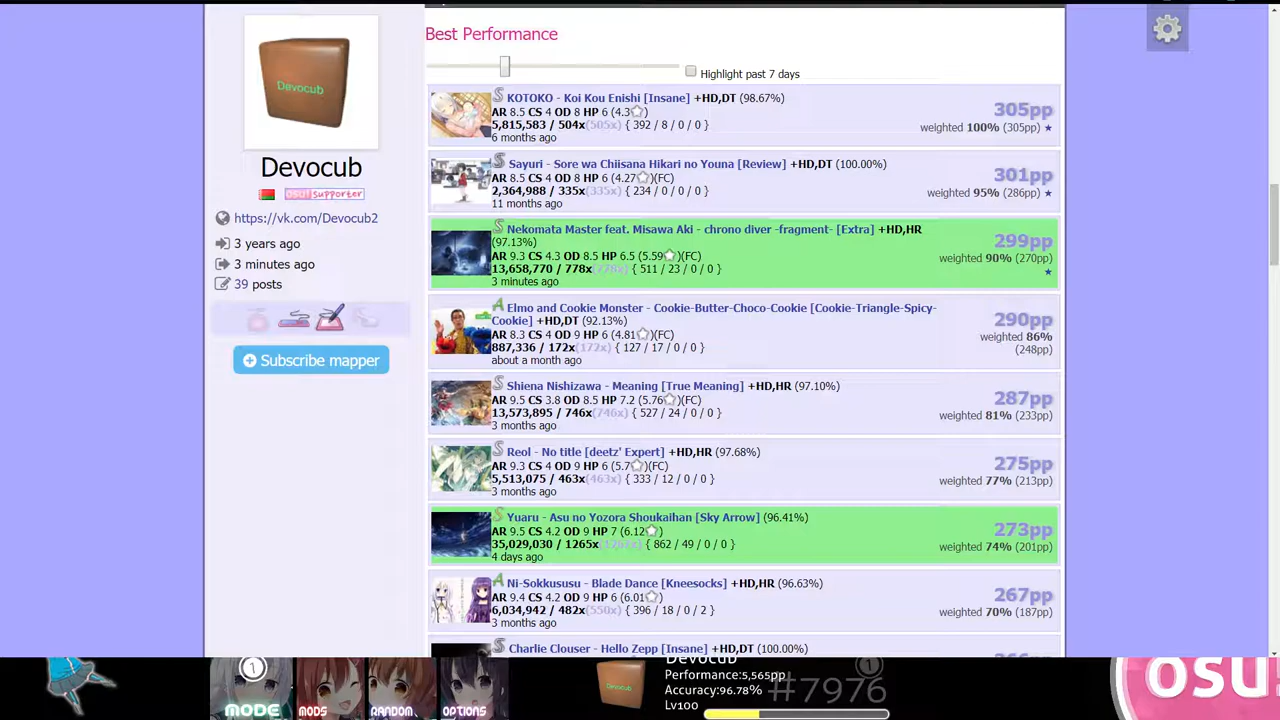 Devocub
Devocub
osu!supporter
https://vk.com/Devocub2
3 years ago
3 minutes ago
39 posts
Subscribe mapper
Best Performance
Highlight past 7 days
S KOTOKO - Koi Kou Enishi [Insane] +HD,DT (98.67%)
AR 8.5 CS 4 OD 8 HP 6 (4.3)
5,815,583 / 504x(505x) { 392 / 8 / 0 / 0 }
6 months ago
305pp
weighted 100% (305pp)
S Sayuri - Sore wa Chiisana Hikari no Youna [Review] +HD,DT (100.00%)
AR 8.5 CS 4 OD 8 HP 6 (4.27)(FC)
2,364,988 / 335x(335x) { 234 / 0 / 0 / 0 }
11 months ago
301pp
weighted 95% (286pp)
S Nekomata Master feat. Misawa Aki - chrono diver -fragment- [Extra] +HD,HR
(97.13%)
AR 9.3 CS 4.3 OD 8.5 HP 6.5 (5.59)(FC)
13,658,770 / 778x(778x) { 511 / 23 / 0 / 0 }
3 minutes ago
299pp
weighted 90% (270pp)
A Elmo and Cookie Monster - Cookie-Butter-Choco-Cookie [Cookie-Triangle-Spicy-
Cookie] +HD,DT (92.13%)
AR 8.3 CS 4 OD 9 HP 6 (4.81)(FC)
887,336 / 172x(172x) { 127 / 17 / 0 / 0 }
about a month ago
290pp
weighted 86%
(248pp)
S Shiena Nishizawa - Meaning [True Meaning] +HD,HR (97.10%)
AR 9.5 CS 3.8 OD 8.5 HP 7.2 (5.76)(FC)
13,573,895 / 746x(746x) { 527 / 24 / 0 / 0 }
3 months ago
287pp
weighted 81% (233pp)
S Reol - No title [deetz' Expert] +HD,HR (97.68%)
AR 9.3 CS 4 OD 9 HP 6 (5.7)(FC)
5,513,075 / 463x(463x) { 333 / 12 / 0 / 0 }
3 months ago
275pp
weighted 77% (213pp)
S Yuaru - Asu no Yozora Shoukaihan [Sky Arrow] (96.41%)
AR 9.5 CS 4.2 OD 9 HP 7 (6.12)
35,029,030 / 1265x { 862 / 49 / 0 / 0 }
4 days ago
273pp
weighted 74% (201pp)
A Ni-Sokkususu - Blade Dance [Kneesocks] +HD,HR (96.63%)
AR 9.4 CS 4.2 OD 9 HP 6 (6.01)
6,034,942 / 482x(550x) { 396 / 18 / 0 / 2 }
3 months ago
267pp
weighted 70% (187pp)
S Charlie Clouser - Hello Zepp [Insane] +HD,DT (100.00%)
1
MODE
MODS
RANDOM
OPTIONS
Devocub
Devocub
Performance:5,565pp
Accuracy:96.78%
Lv100
#7976
1
osu!